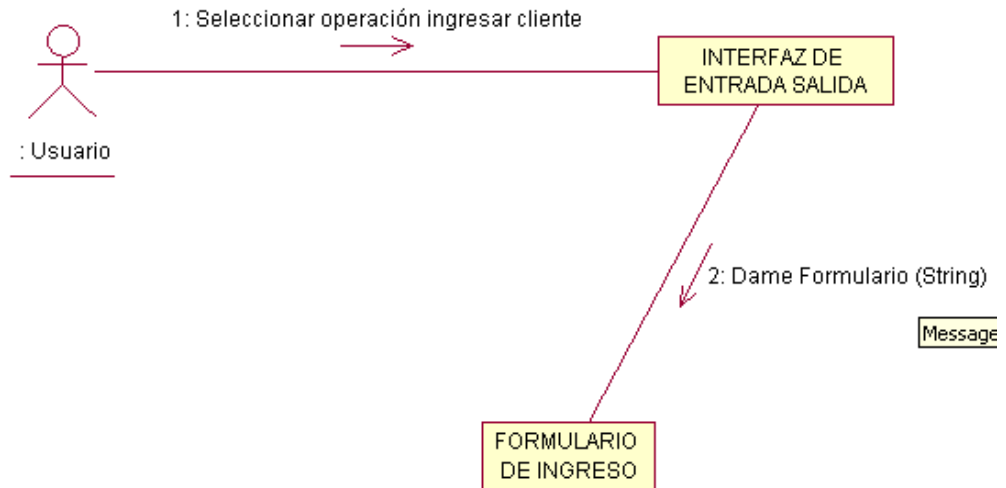 1: Seleccionar operación ingresar cliente
INTERFAZ DE
ENTRADA SALIDA
: Usuario
2: Dame Formulario (String)
Message
FORMULARIO
DE INGRESO